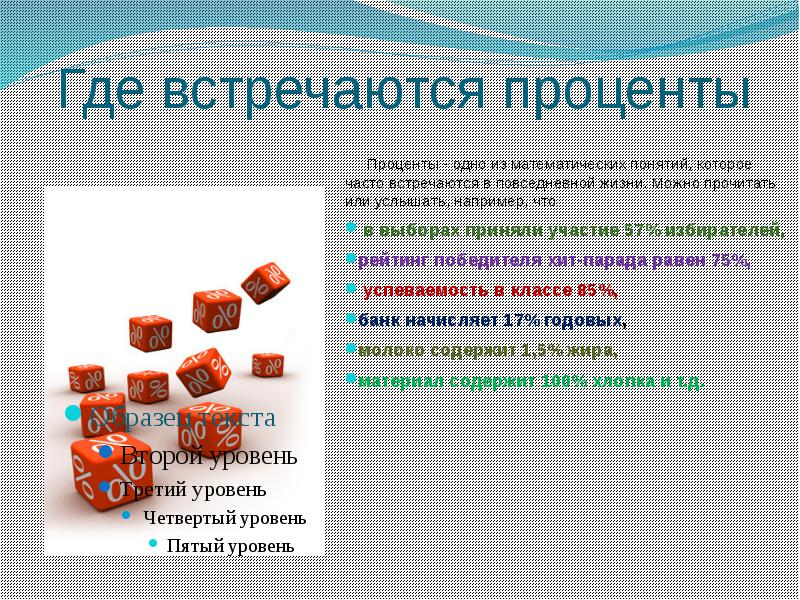 Где встречаются проценты
Проценты - одно из математических понятий, которое
часто встречаются в повседневной жизни. Можно прочитать
или услышать, например, что
в выборах приняли участие 57% избирателей,
рейтинг победителя хит-парада равен 75%,
успеваемость в классе 85%,
банк начисляет 17% годовых,
молоко содержит 1,5% жира,
материал содержит 100% хлопка и т.д.
Образец текста
Второй уровень
Третий уровень
Четвертый уровень
Пятый уровень